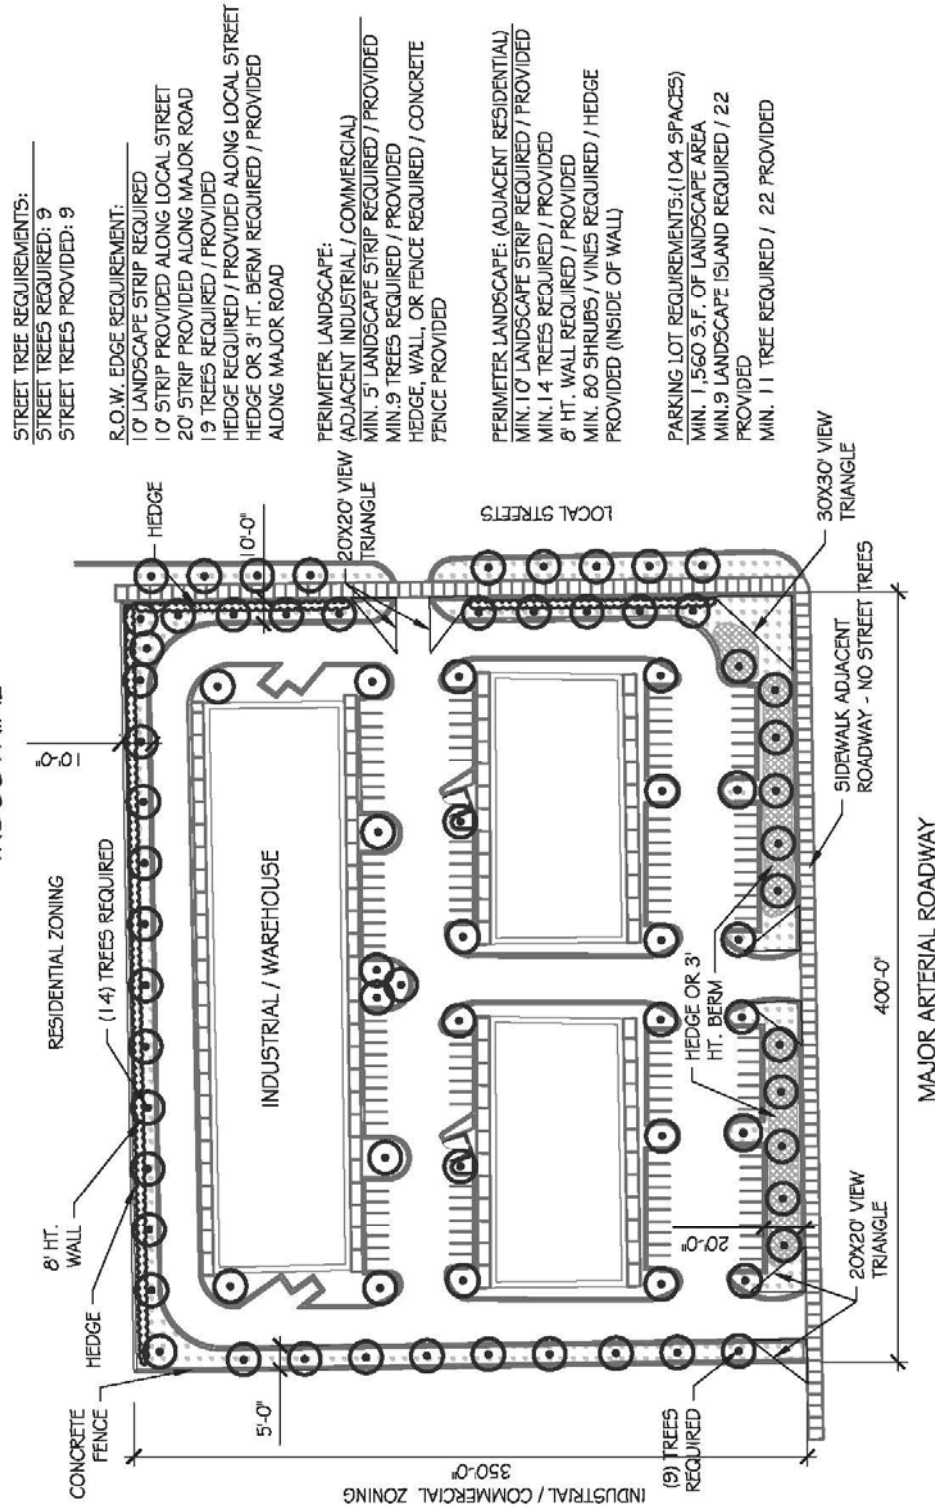 STREET TREE REQUIREMENTS:
STREET TREES REQUIRED: 9
STREET TREES PROVIDED: 9
R.O.W. EDGE REQUIREMENT:
10' LANDSCAPE STRIP REQUIRED
10' STRIP PROVIDED ALONG LOCAL STREET
20' STRIP PROVIDED ALONG MAJOR ROAD
19 TREES REQUIRED / PROVIDED
HEDGE REQUIRED / PROVIDED ALONG LOCAL STREET
HEDGE OR 3' HT. BERM REQUIRED / PROVIDED
ALONG MAJOR ROAD
PERIMETER LANDSCAPE:
(ADJACENT INDUSTRIAL / COMMERCIAL)
MIN. 5' LANDSCAPE STRIP REQUIRED / PROVIDED
MIN.9 TREES REQUIRED / PROVIDED
HEDGE, WALL, OR FENCE REQUIRED / CONCRETE
FENCE PROVIDED
PERIMETER LANDSCAPE: (ADJACENT RESIDENTIAL)
MIN. 10' LANDSCAPE STRIP REQUIRED / PROVIDED
MIN.14 TREES REQUIRED / PROVIDED
8' HT. WALL REQUIRED / PROVIDED
MIN. 80 SHRUBS / VINES REQUIRED / HEDGE
PROVIDED (INSIDE OF WALL)
PARKING LOT REQUIREMENTS:(104 SPACES)
MIN. 1,560 S.F. OF LANDSCAPE AREA
MIN.9 LANDSCAPE ISLAND REQUIRED / 22
PROVIDED
MIN. 11 TREE REQUIRED / 22 PROVIDED
HEDGE
10'-0"
20'X20' VIEW
TRIANGLE
LOCAL STREETS
30'X30' VIEW
TRIANGLE
10'-0"
RESIDENTIAL ZONING
(14) TREES REQUIRED
8' HT.
WALL
HEDGE
CONCRETE
FENCE
INDUSTRIAL / WAREHOUSE
5'-0"
350'-0"
INDUSTRIAL / COMMERCIAL ZONING
(9) TREES
REQUIRED
HEDGE OR 3'
HT. BERM
20'-0"
20'X20' VIEW
TRIANGLE
SIDEWALK ADJACENT
ROADWAY - NO STREET TREES
400'-0"
MAJOR ARTERIAL ROADWAY